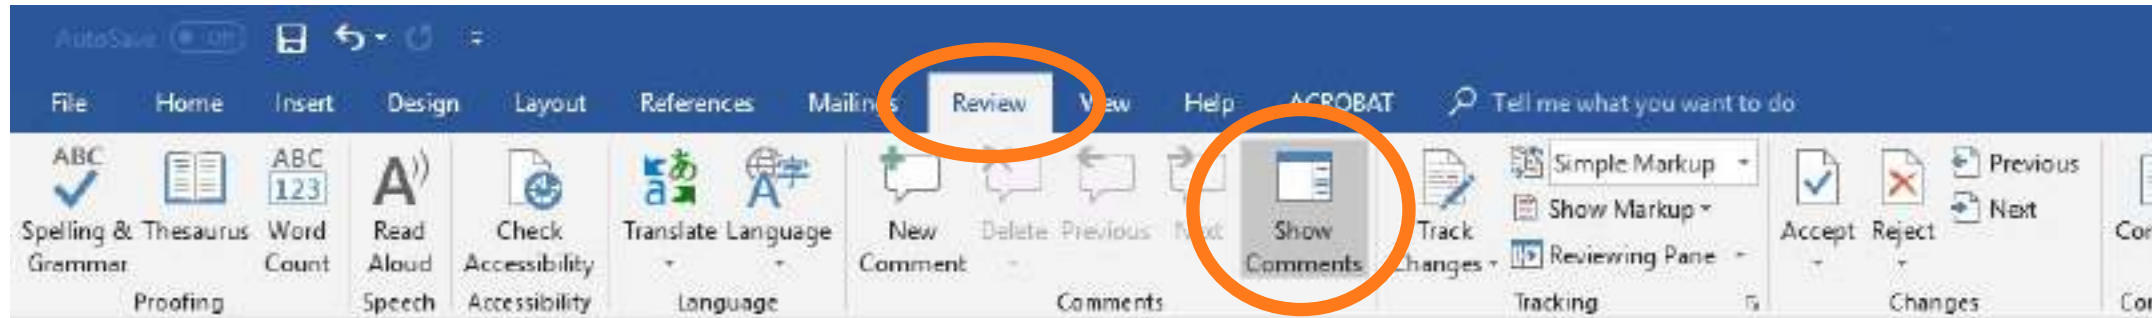 AutoSave Off
File Home Insert Design Layout References Mailings Review View Help ACROBAT Tell me what you want to do
ABC ABC Simple Markup Previous
123
Spelling & Thesaurus Word Read Check Translate Language New Delete Previous Next Show Track Show Markup Accept Reject Next
Grammar Count Aloud Accessibility Comment Comments Changes Reviewing Pane
Proofing Speech Accessibility Language Comments Tracking Changes